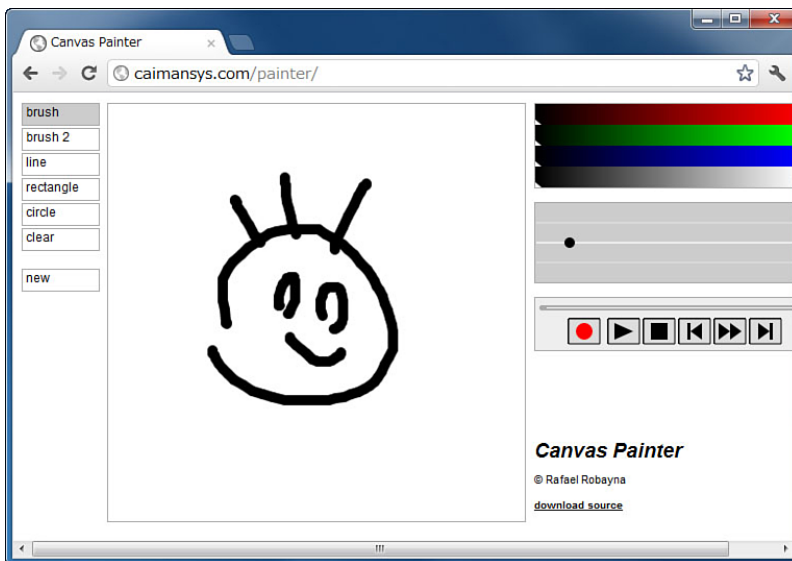 Canvas Painter
caimansys.com/painter/
brush
brush 2
line
rectangle
circle
clear
new
Canvas Painter
© Rafael Robayna
download source